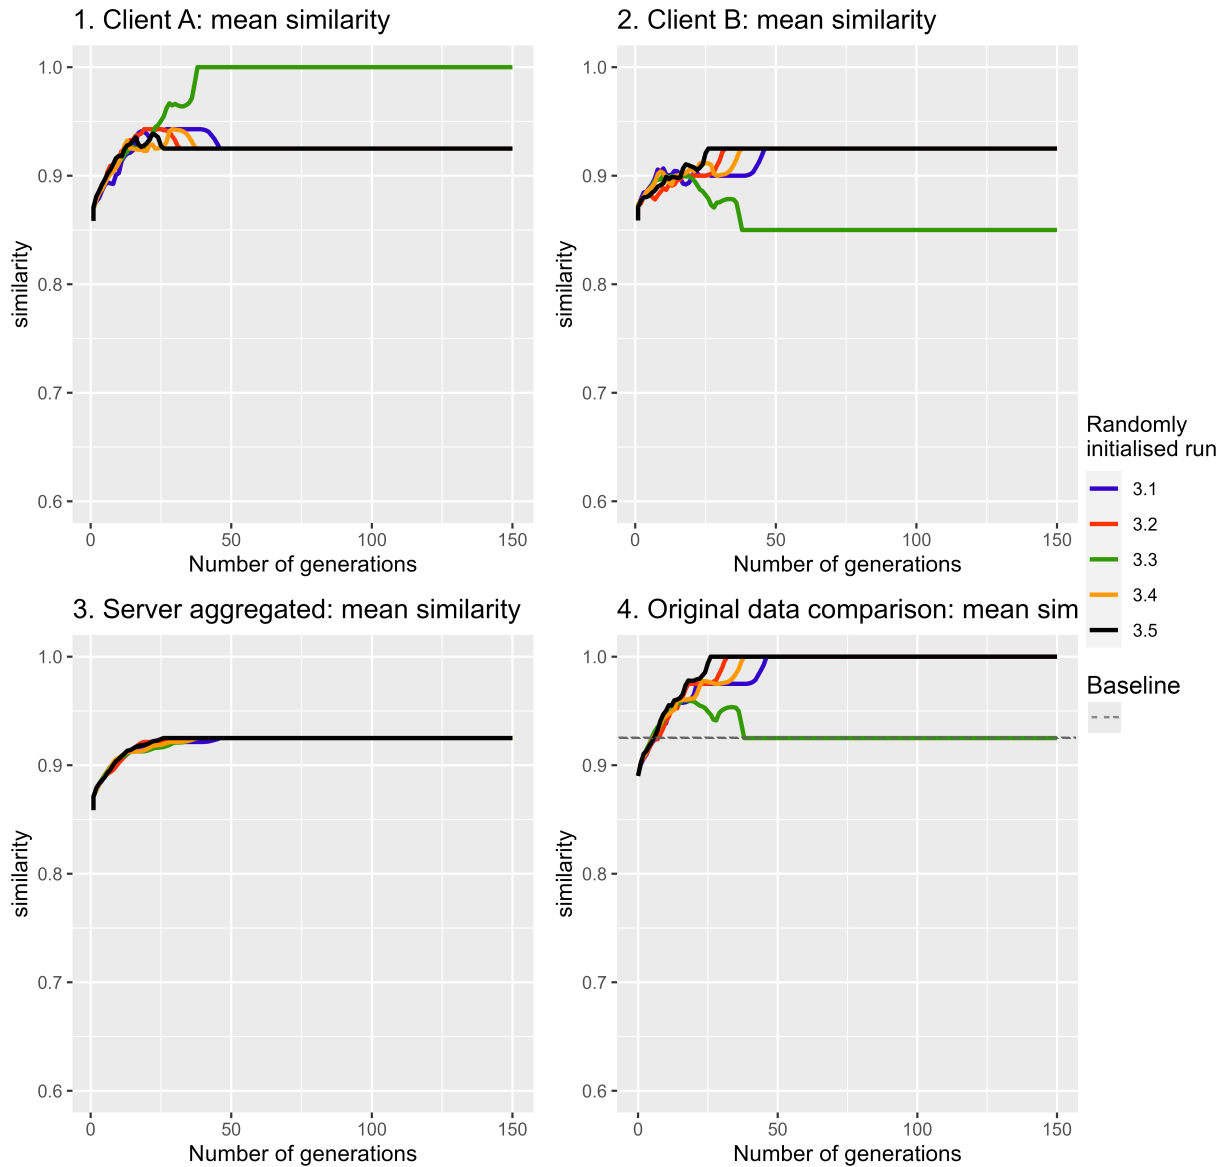 1. Client A: mean similarity
1.0
0.9
0.8
0.7
0.6
similarity
0 50 100 150
Number of generations
2. Client B: mean similarity
1.0
0.9
0.8
0.7
0.6
similarity
0 50 100 150
Number of generations
3. Server aggregated: mean similarity
1.0
0.9
0.8
0.7
0.6
similarity
0 50 100 150
Number of generations
4. Original data comparison: mean sim
1.0
0.9
0.8
0.7
0.6
similarity
0 50 100 150
Number of generations
Randomly
initialised run
3.1
3.2
3.3
3.4
3.5
Baseline